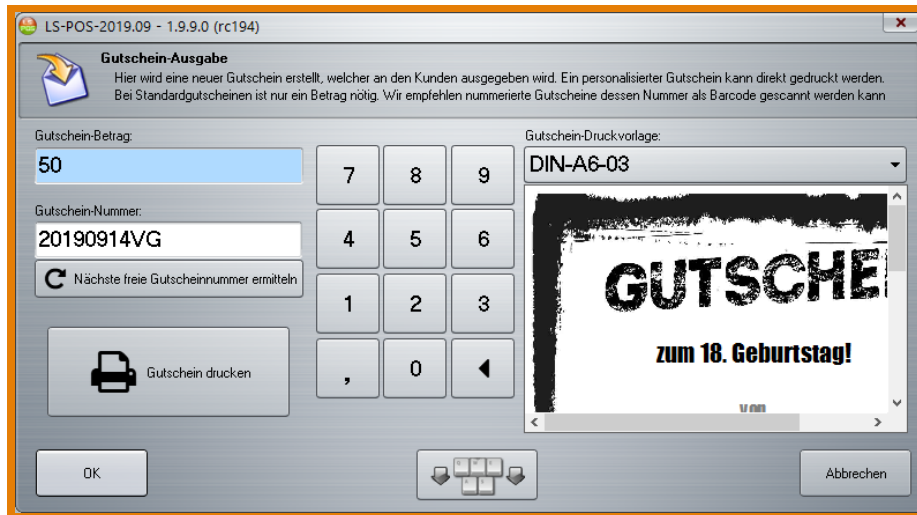 LS-POS-2019.09 - 1.9.9.0 (rc194)
Gutschein-Ausgabe
Hier wird eine neuer Gutschein erstellt, welcher an den Kunden ausgegeben wird. Ein personalisierter Gutschein kann direkt gedruckt werden.
Bei Standardgutscheinen ist nur ein Betrag nötig. Wir empfehlen nummerierte Gutscheine dessen Nummer als Barcode gescannt werden kann
Gutschein-Betrag:
50
Gutschein-Nummer:
20190914VG
Nächste freie Gutscheinnummer ermitteln
Gutschein drucken
7 8 9
4 5 6
1 2 3
, 0
Gutschein-Druckvorlage:
DIN-A6-03
GUTSCHE
zum 18. Geburtstag!
von
OK
Abbrechen